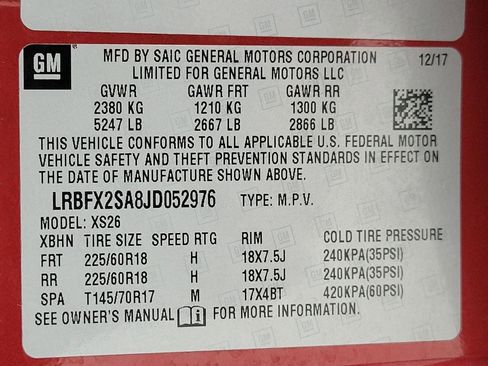 GM
MFD BY SAIC GENERAL MOTORS CORPORATION 12/17
LIMITED FOR GENERAL MOTORS LLC
GVWR GAWR FRT GAWR RR
2380 KG 1210 KG 1300 KG
5247 LB 2667 LB 2866 LB
THIS VEHICLE CONFORMS TO ALL APPLICABLE U.S. FEDERAL MOTOR
VEHICLE SAFETY AND THEFT PREVENTION STANDARDS IN EFFECT ON
THE DATE OF MANUFACTURE SHOWN ABOVE.
LRBFX2SA8JD052976 TYPE: M.P.V.
MODEL: XS26
XBHN TIRE SIZE SPEED RTG RIM COLD TIRE PRESSURE
FRT 225/60R18 H 18X7.5J 240KPA(35PSI)
RR 225/60R18 H 18X7.5J 240KPA(35PSI)
SPA T145/70R17 M 17X4BT 420KPA(60PSI)
SEE OWNER'S MANUAL i FOR MORE INFORMATION.